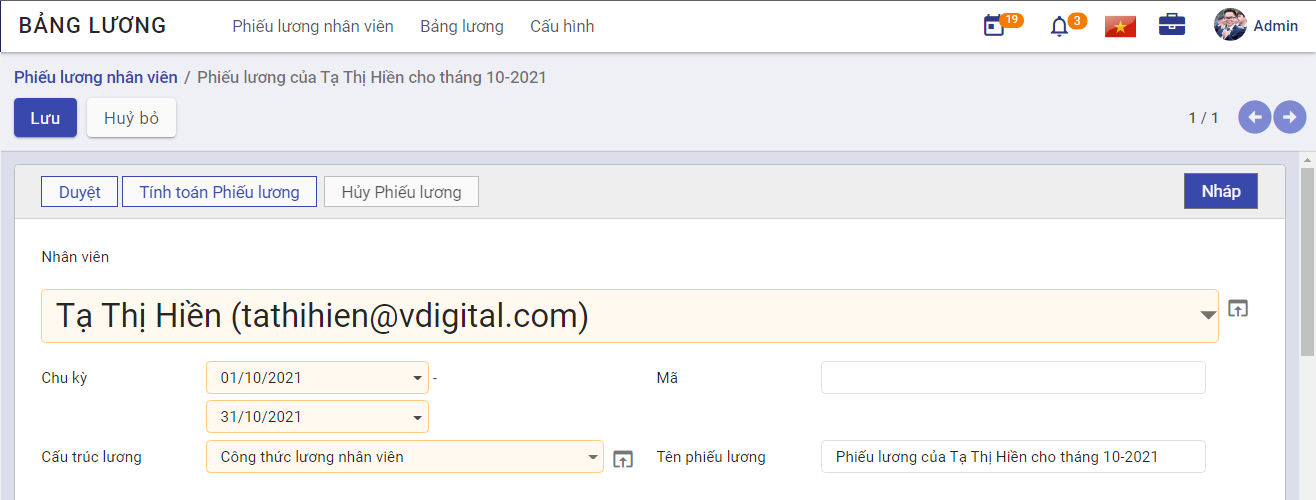 BẢNG LƯƠNG Phiếu lương nhân viên Bảng lương Cấu hình 19 3 Admin
Phiếu lương nhân viên / Phiếu lương của Tạ Thị Hiền cho tháng 10-2021
Lưu Huỷ bỏ 1 / 1
Duyệt Tính toán Phiếu lương Hủy Phiếu lương Nháp
Nhân viên
Tạ Thị Hiền (tathihien@vdigital.com)
Chu kỳ 01/10/2021 - Mã
31/10/2021
Cấu trúc lương Công thức lương nhân viên Tên phiếu lương Phiếu lương của Tạ Thị Hiền cho tháng 10-2021